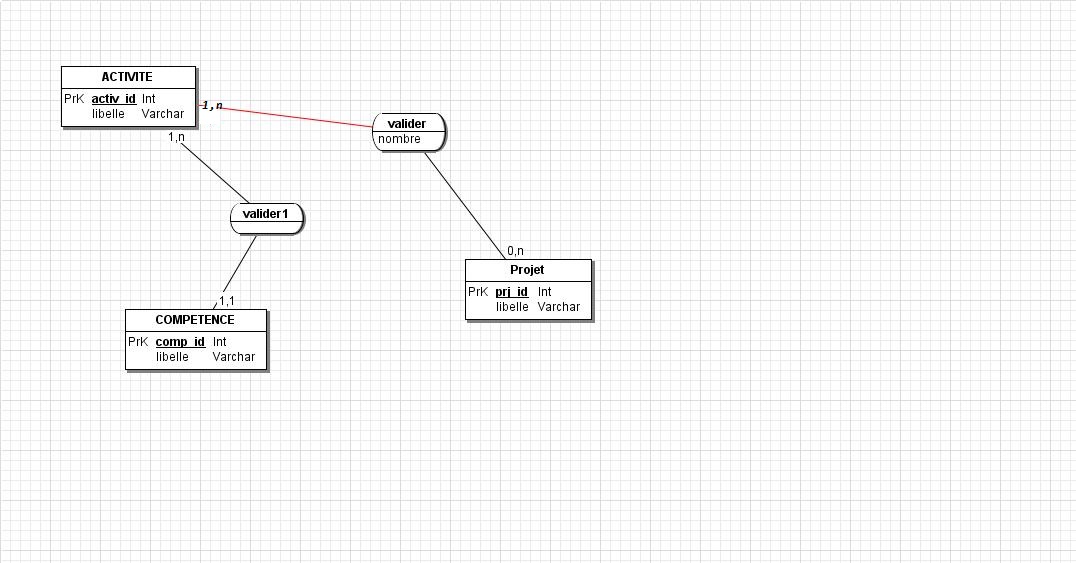 ACTIVITE
PrK activ_id Int
libelle Varchar
1,n
1,n
valider
nombre
valider1
0,n
Projet
PrK prj_id Int
libelle Varchar
1,1
COMPETENCE
PrK comp_id Int
libelle Varchar